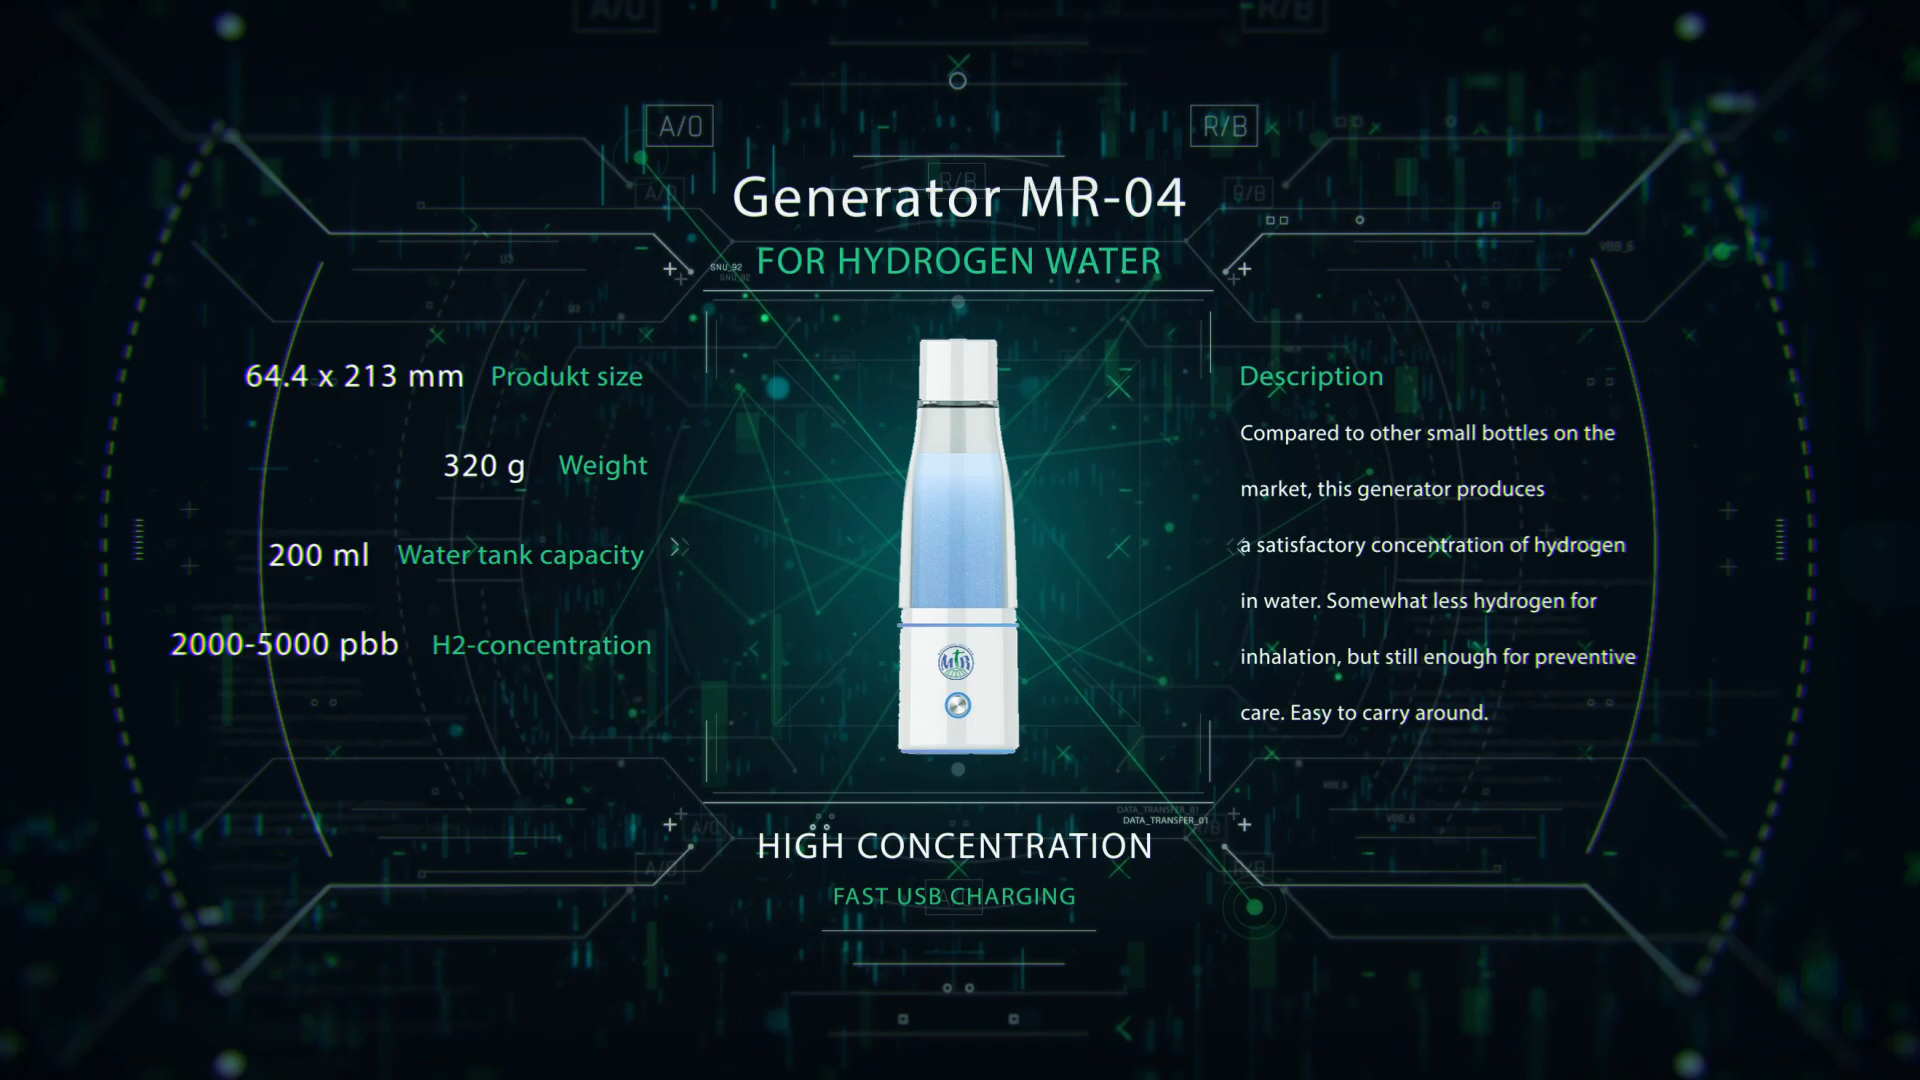 A/O
R/B
Generator MR-04
FOR HYDROGEN WATER
SNU_92
64.4 x 213 mm Produkt size
320 g Weight
200 ml Water tank capacity
2000-5000 pbb H2-concentration
Description
Compared to other small bottles on the
market, this generator produces
a satisfactory concentration of hydrogen
in water. Somewhat less hydrogen for
inhalation, but still enough for preventive
care. Easy to carry around.
DATA_TRANSFER_01
DATA_TRANSFER_01
HIGH CONCENTRATION
FAST USB CHARGING